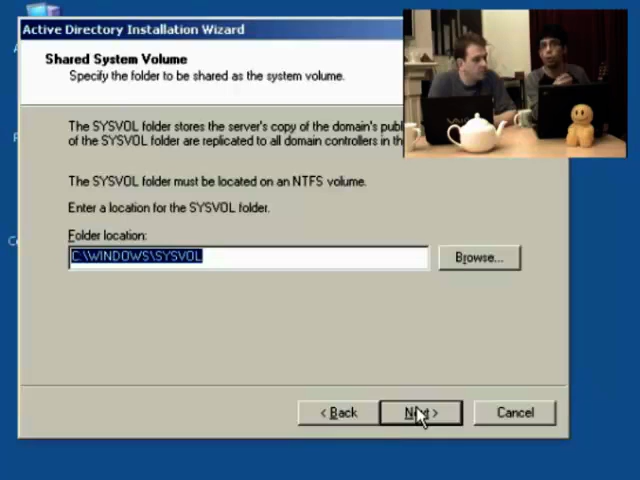 Active Directory Installation Wizard
Shared System Volume
Specify the folder to be shared as the system volume.
The SYSVOL folder stores the server's copy of the domain's
of the SYSVOL folder are replicated to all domain controllers in
The SYSVOL folder must be located on an NTFS volume.
Enter a location for the SYSVOL folder.
Folder location:
C:\WINDOWS\SYSVOL
Browse...
< Back
Next >
Cancel